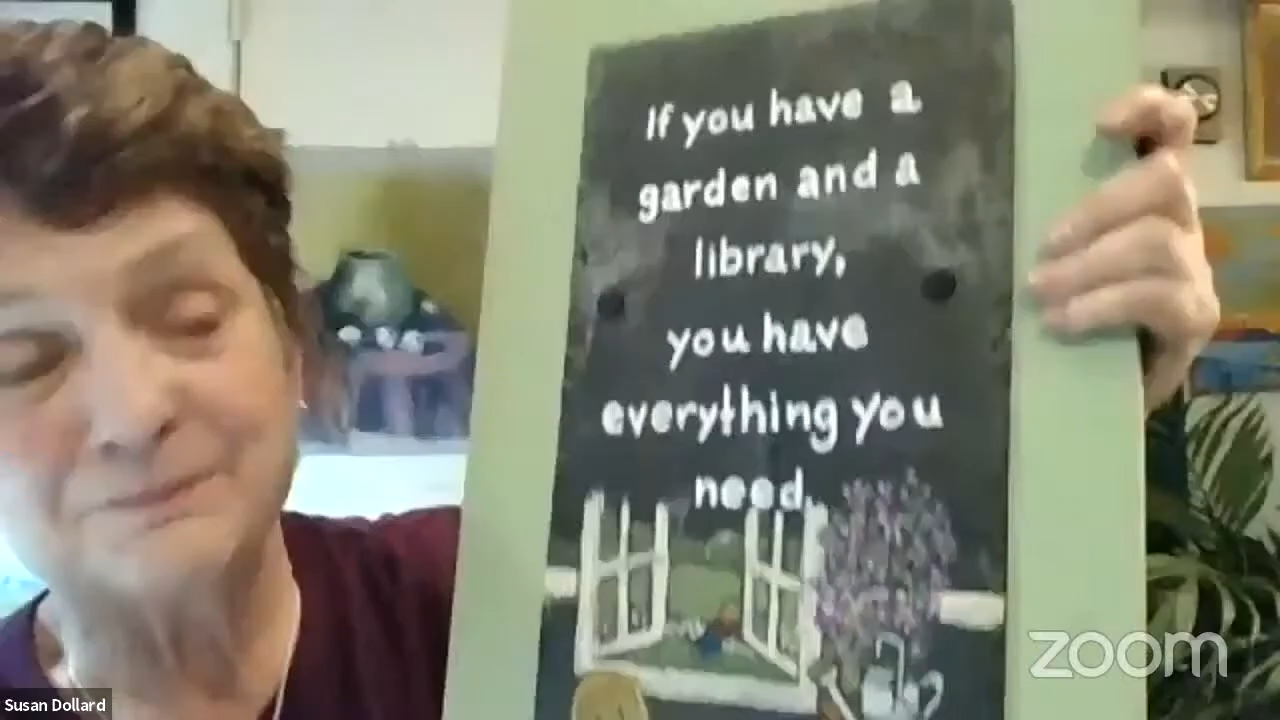 If you have a
garden and a
library,
you have
everything you
need.
zoom
Susan Dollard